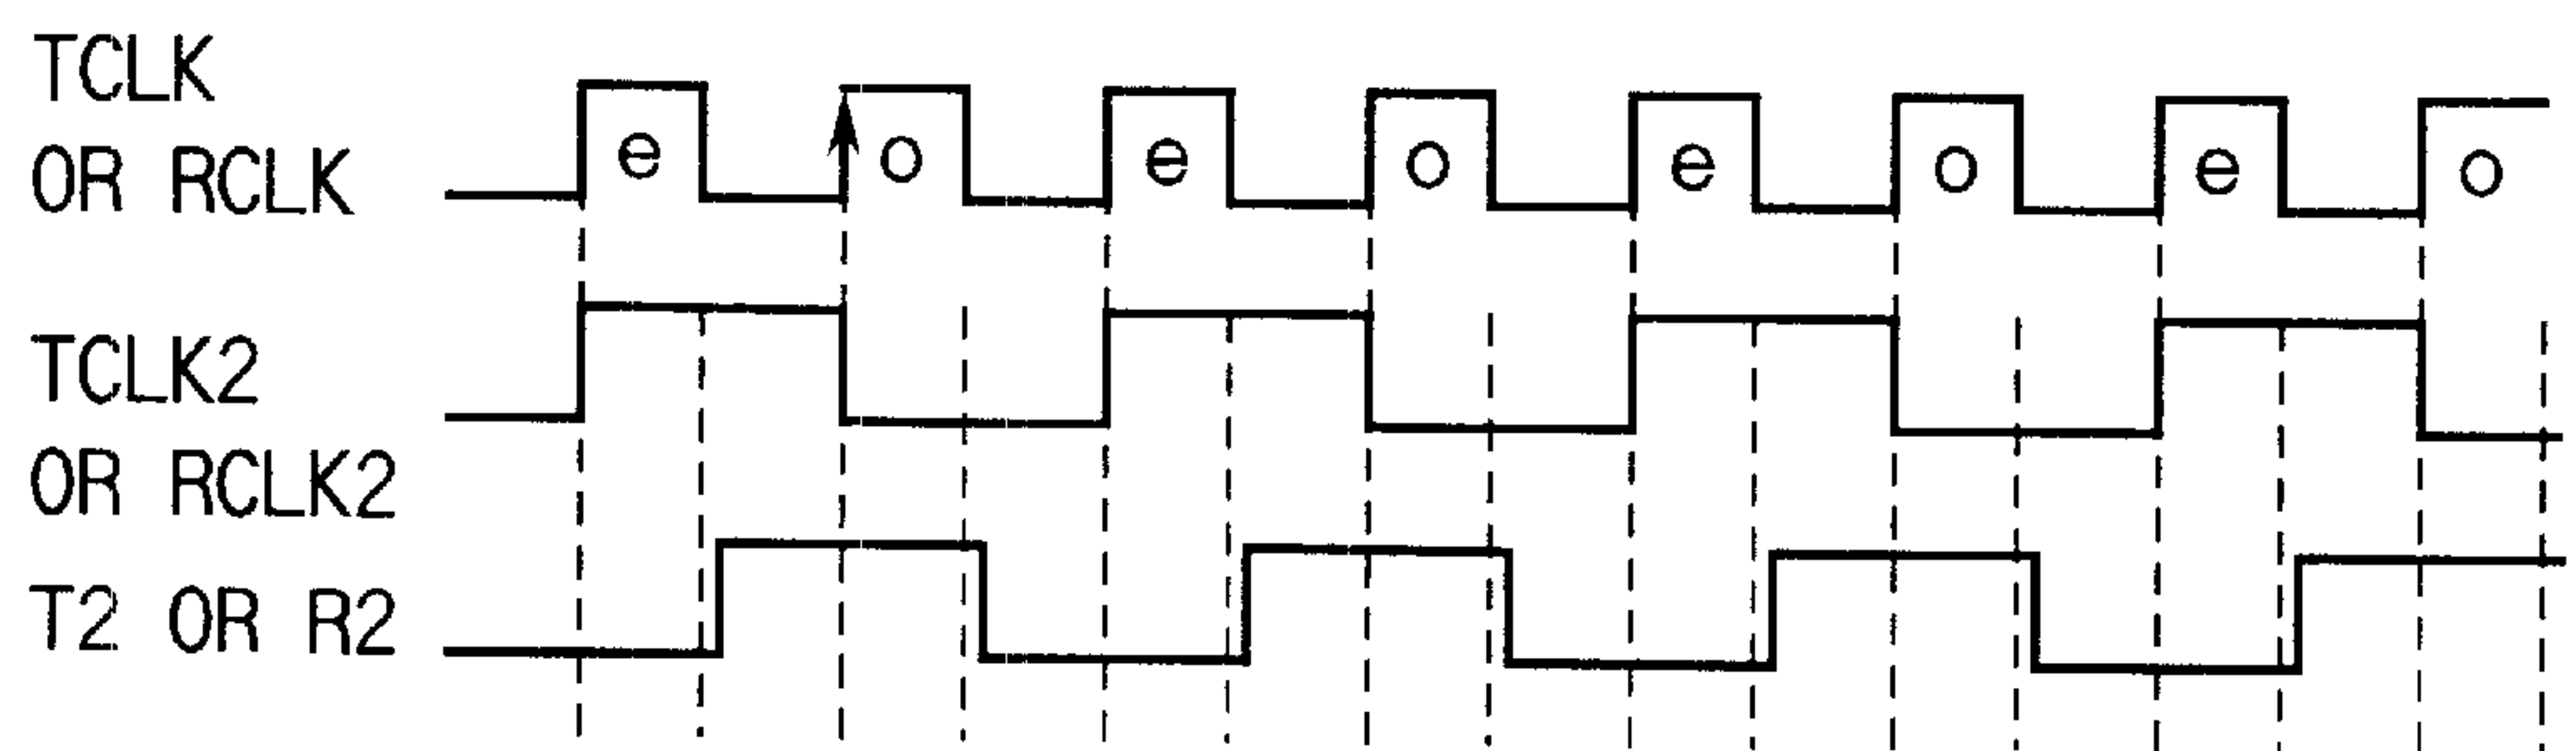 TCLK
OR RCLK
e o e o e o e o
TCLK2
OR RCLK2
T2 OR R2